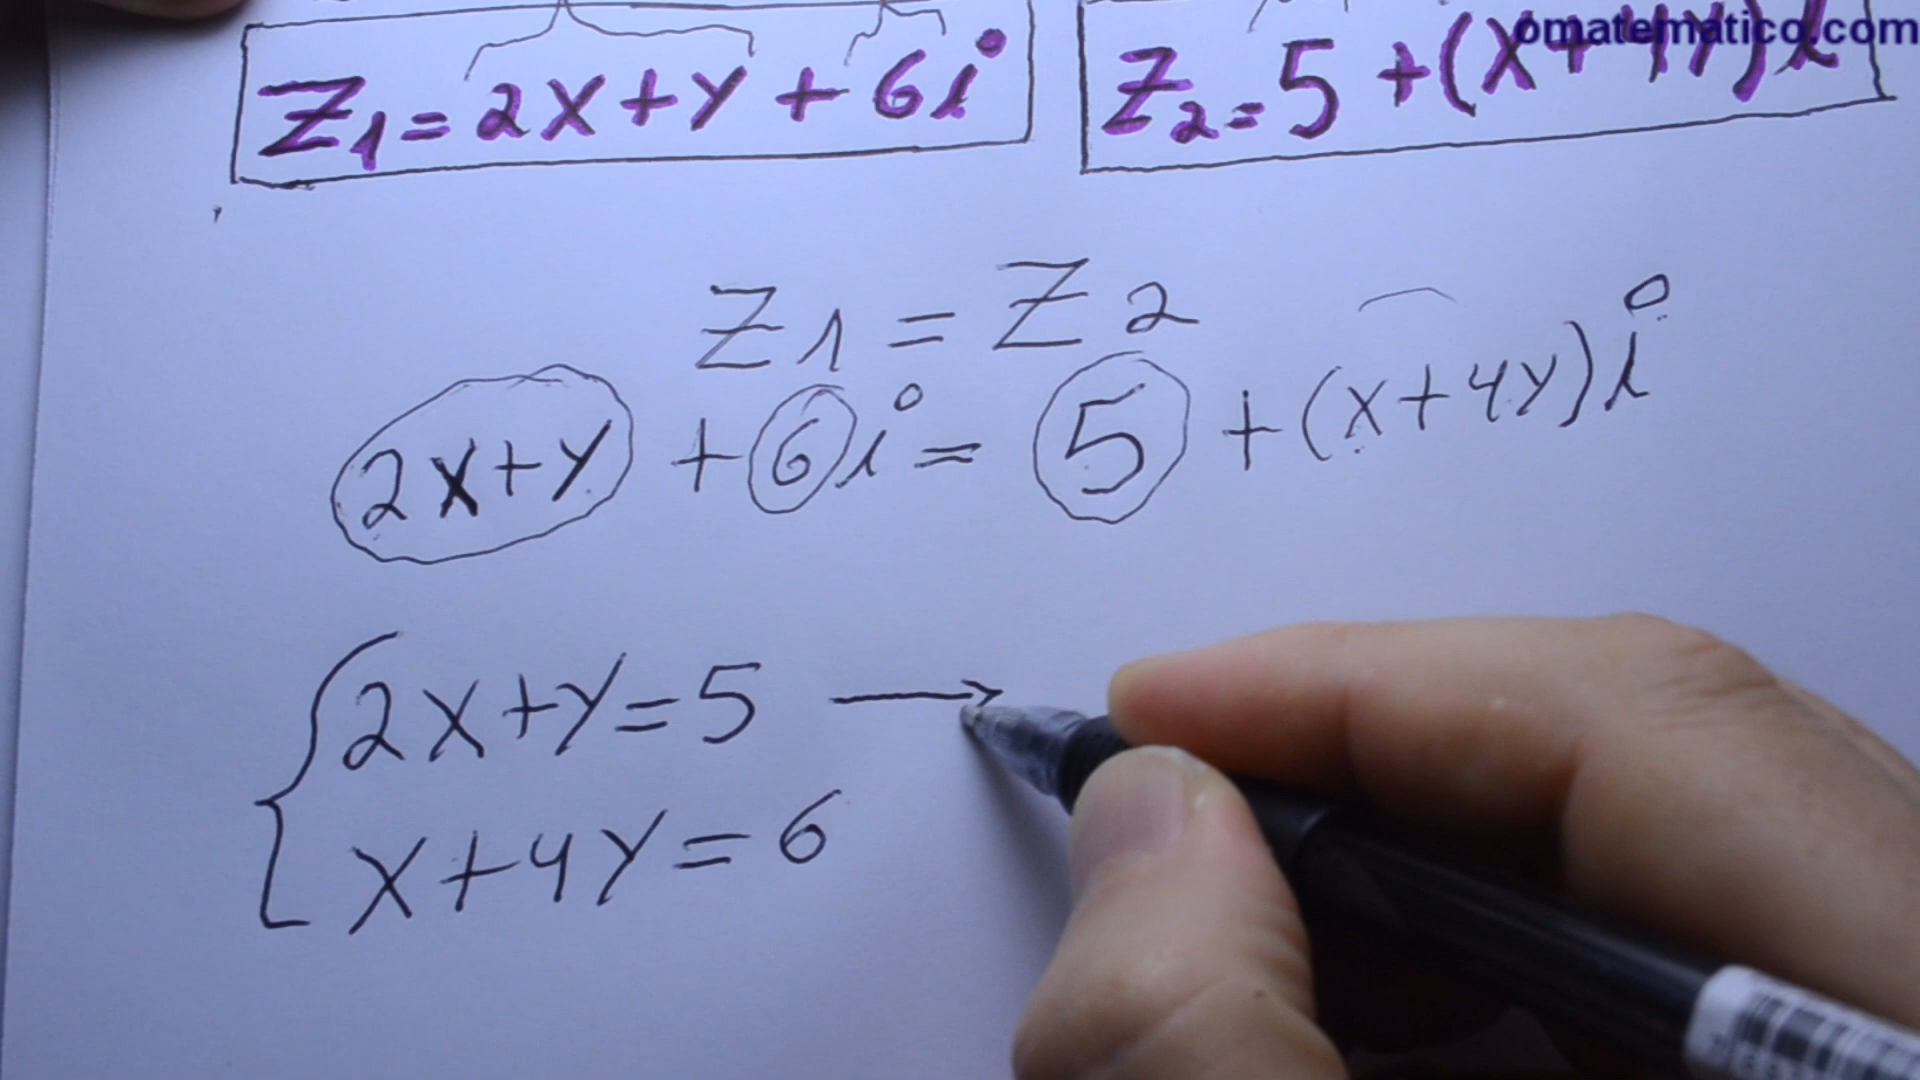 omatematico.com
Z₁ = 2x+y + 6i
Z₂ = 5 + (x+4y)i
Z₁ = Z₂
2x+y + 6i = 5 + (x+4y)i
2x+y=5 →
x+4y=6